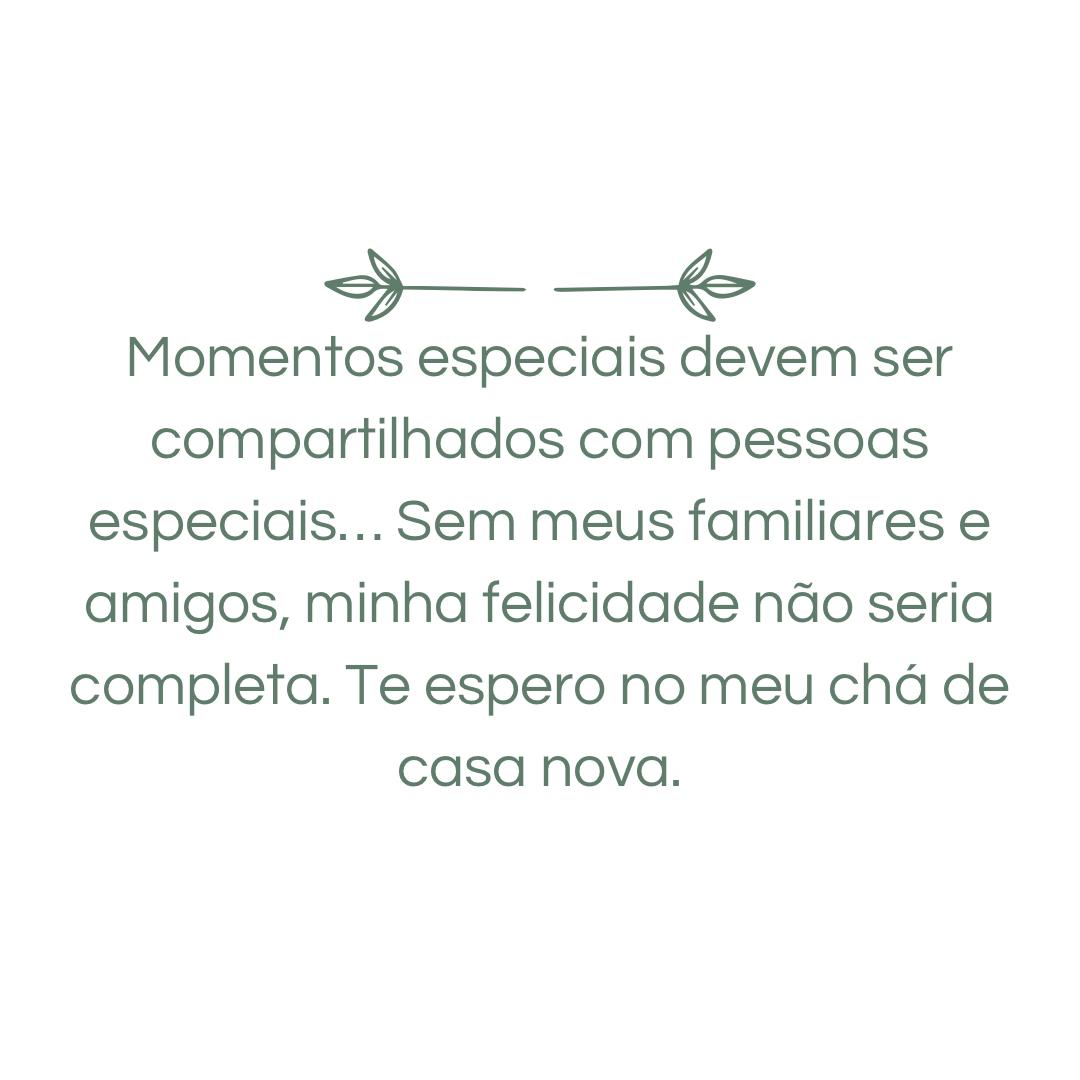 Momentos especiais devem ser
compartilhados com pessoas
especiais... Sem meus familiares e
amigos, minha felicidade não seria
completa. Te espero no meu chá de
casa nova.